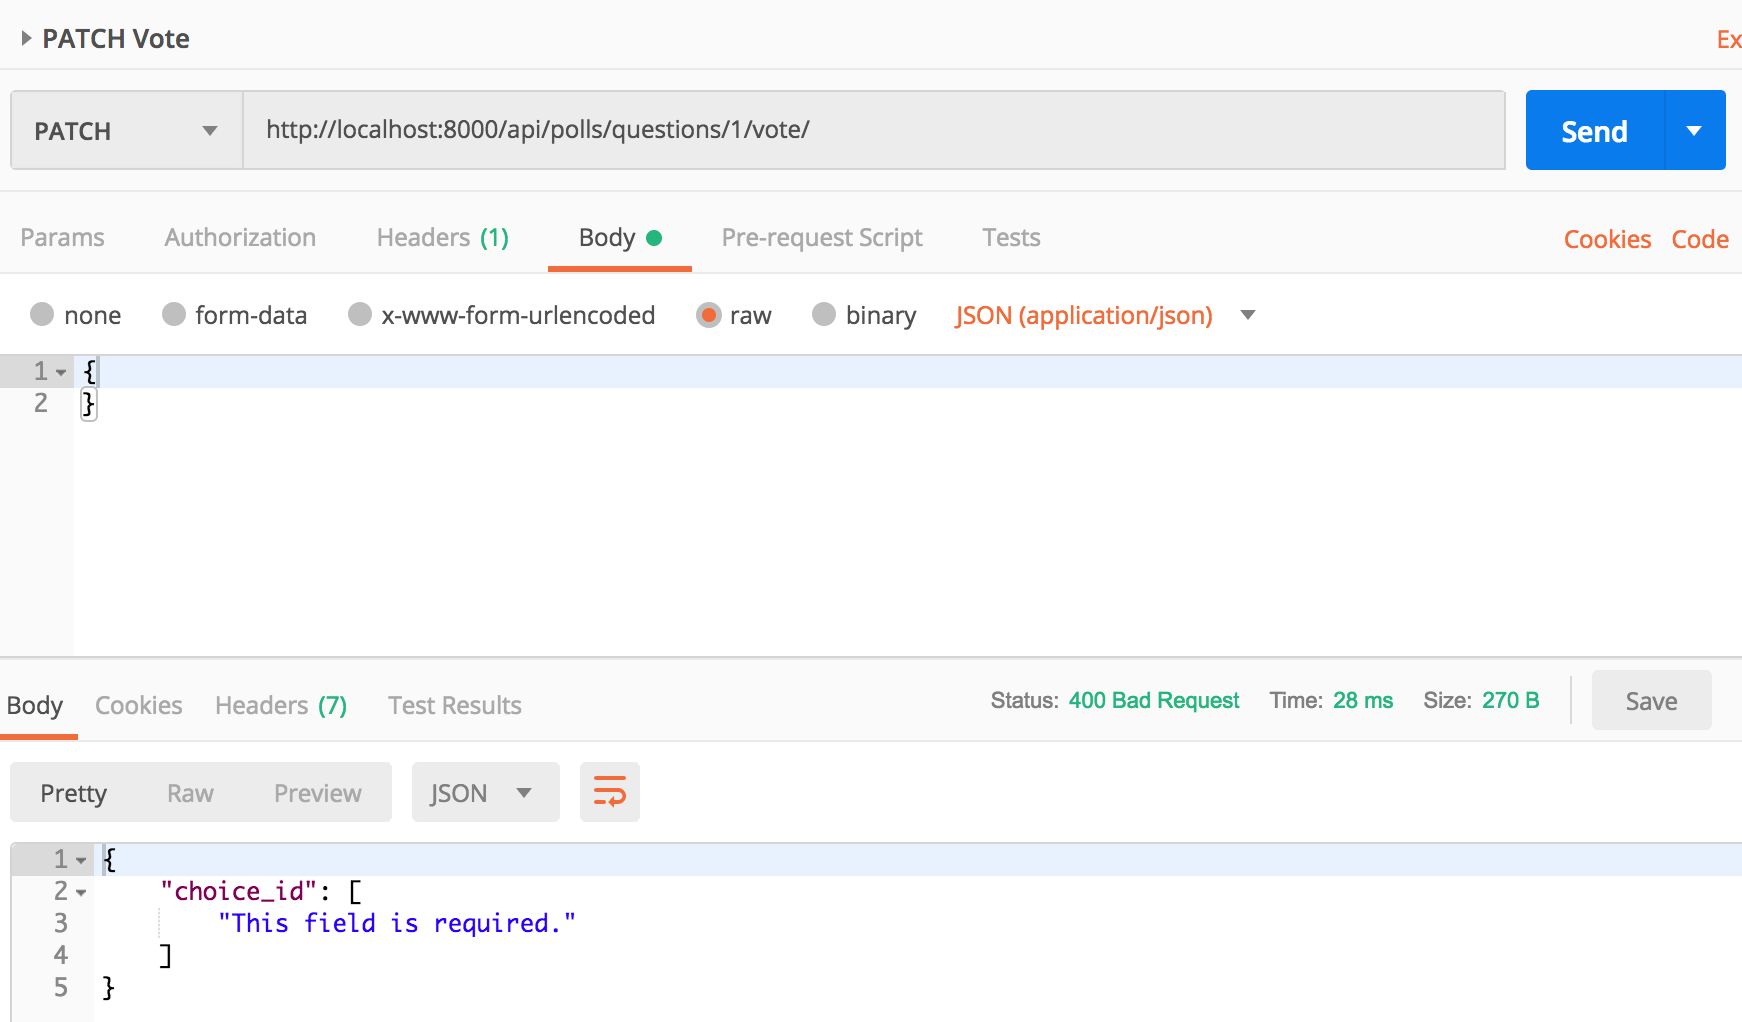 PATCH Vote
Ex
PATCH http://localhost:8000/api/polls/questions/1/vote/ Send
Params Authorization Headers (1) Body Pre-request Script Tests Cookies Code
none form-data x-www-form-urlencoded raw binary JSON (application/json)
1 {
2 }
Body Cookies Headers (7) Test Results Status: 400 Bad Request Time: 28 ms Size: 270 B Save
Pretty Raw Preview JSON
1 {
2 "choice_id": [
3 "This field is required."
4 ]
5 }